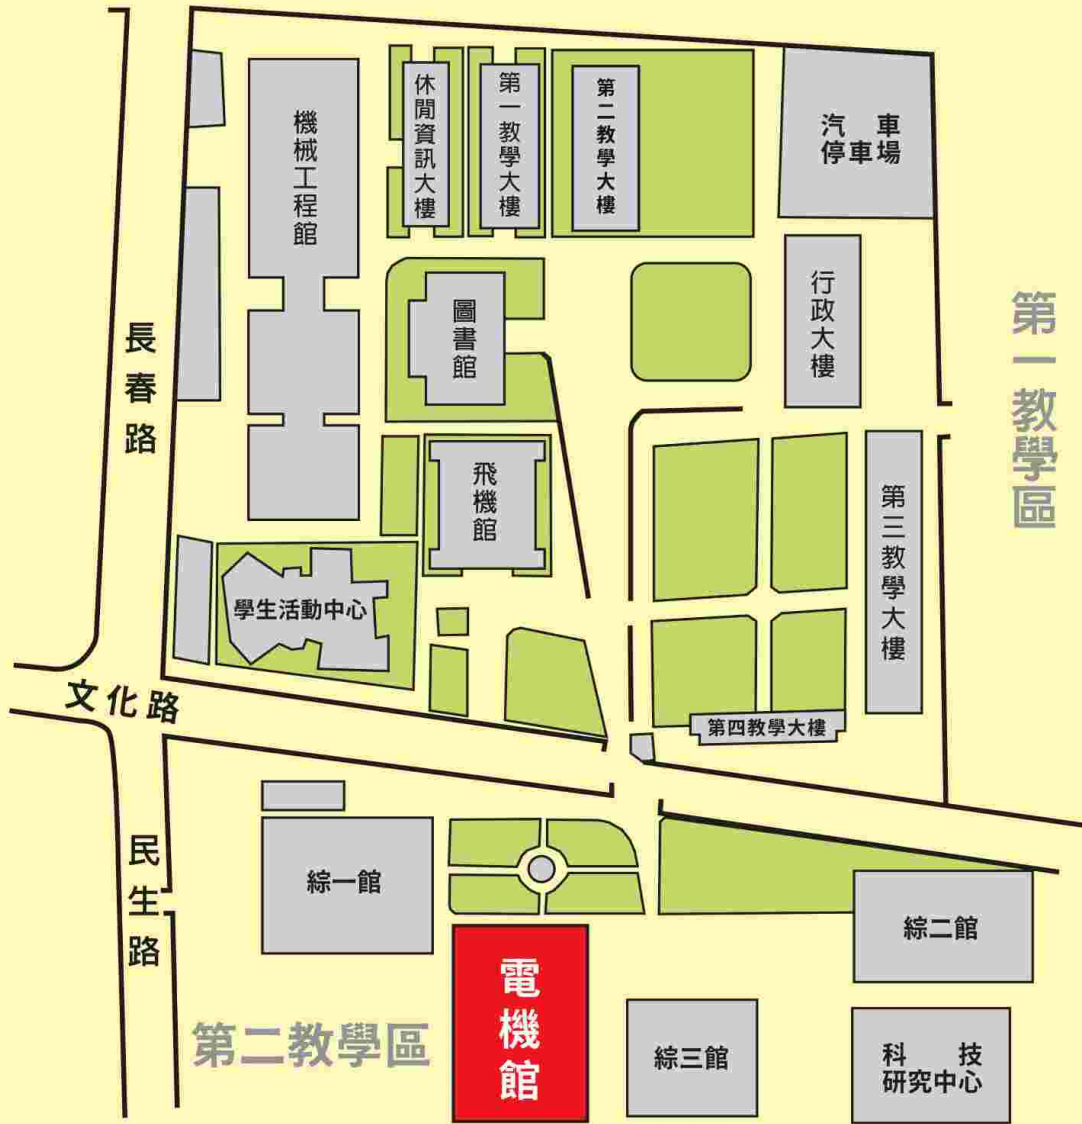 機械工程館
休閒資訊大樓
第一教學大樓
第二教學大樓
汽車
停車場
圖書館
行政大樓
長春路
第一教學區
飛機館
第三教學大樓
學生活動中心
文化路
第四教學大樓
民生路
綜一館
綜二館
電機館
第二教學區
綜三館
科技
研究中心